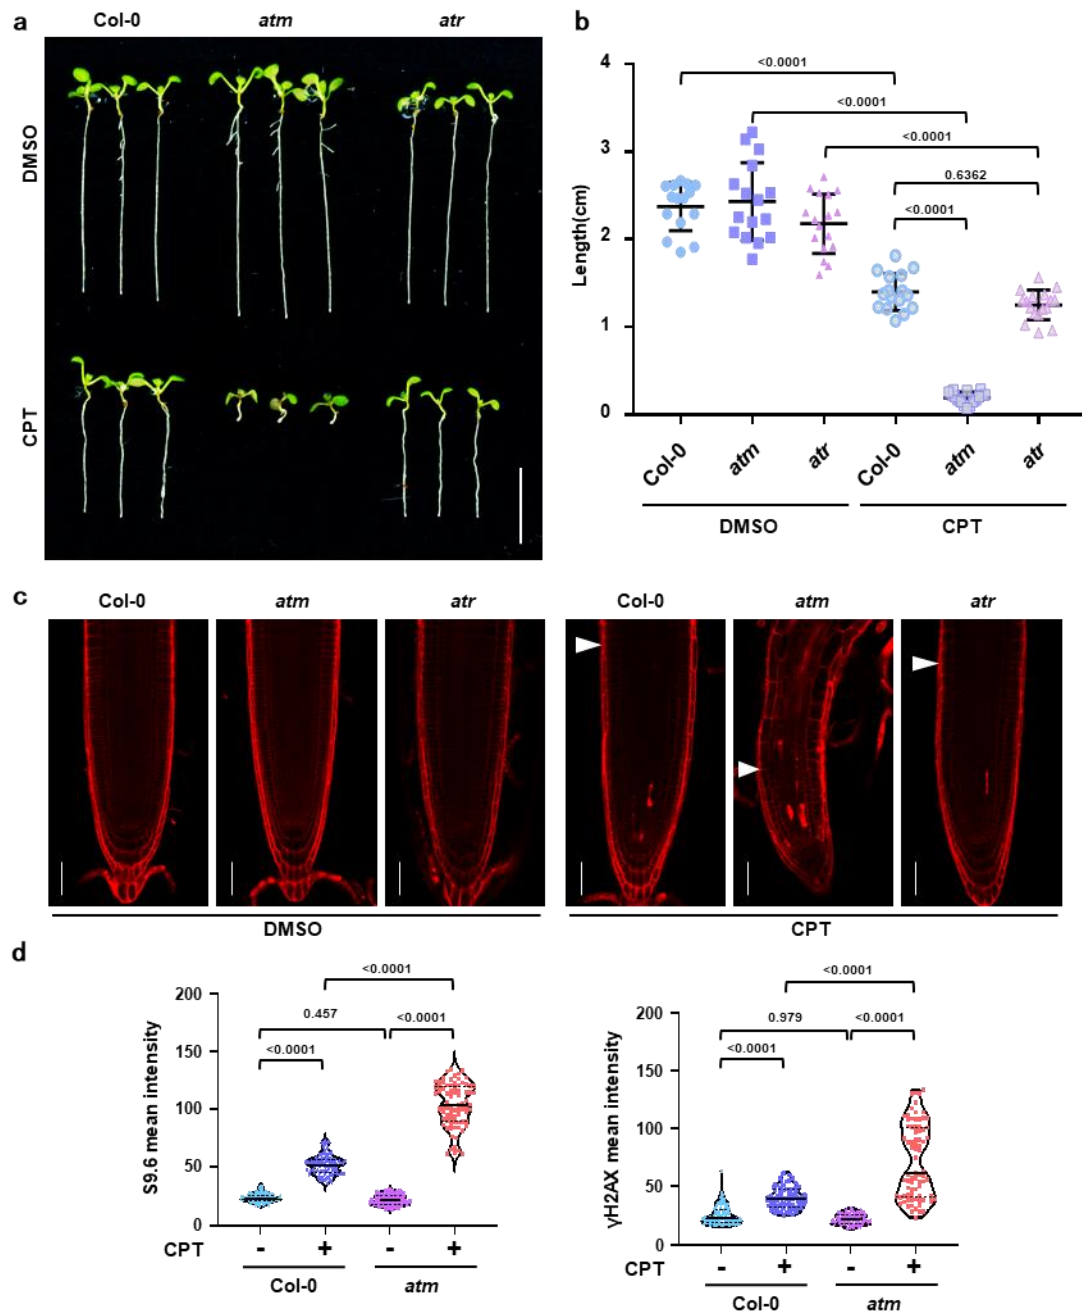 a
Col-0 atm atr
DMSO
CPT
b
Length(cm)
4
3
2
1
0
<0.0001
<0.0001
<0.0001
0.6362
<0.0001
Col-0 atm atr Col-0 atm atr
DMSO CPT
c
Col-0 atm atr Col-0 atm atr
DMSO CPT
d
S9.6 mean intensity
200
150
100
50
0
<0.0001
0.457 <0.0001
<0.0001
CPT - + - +
Col-0 atm
γH2AX mean intensity
200
150
100
50
0
<0.0001
0.979 <0.0001
<0.0001
CPT - + - +
Col-0 atm